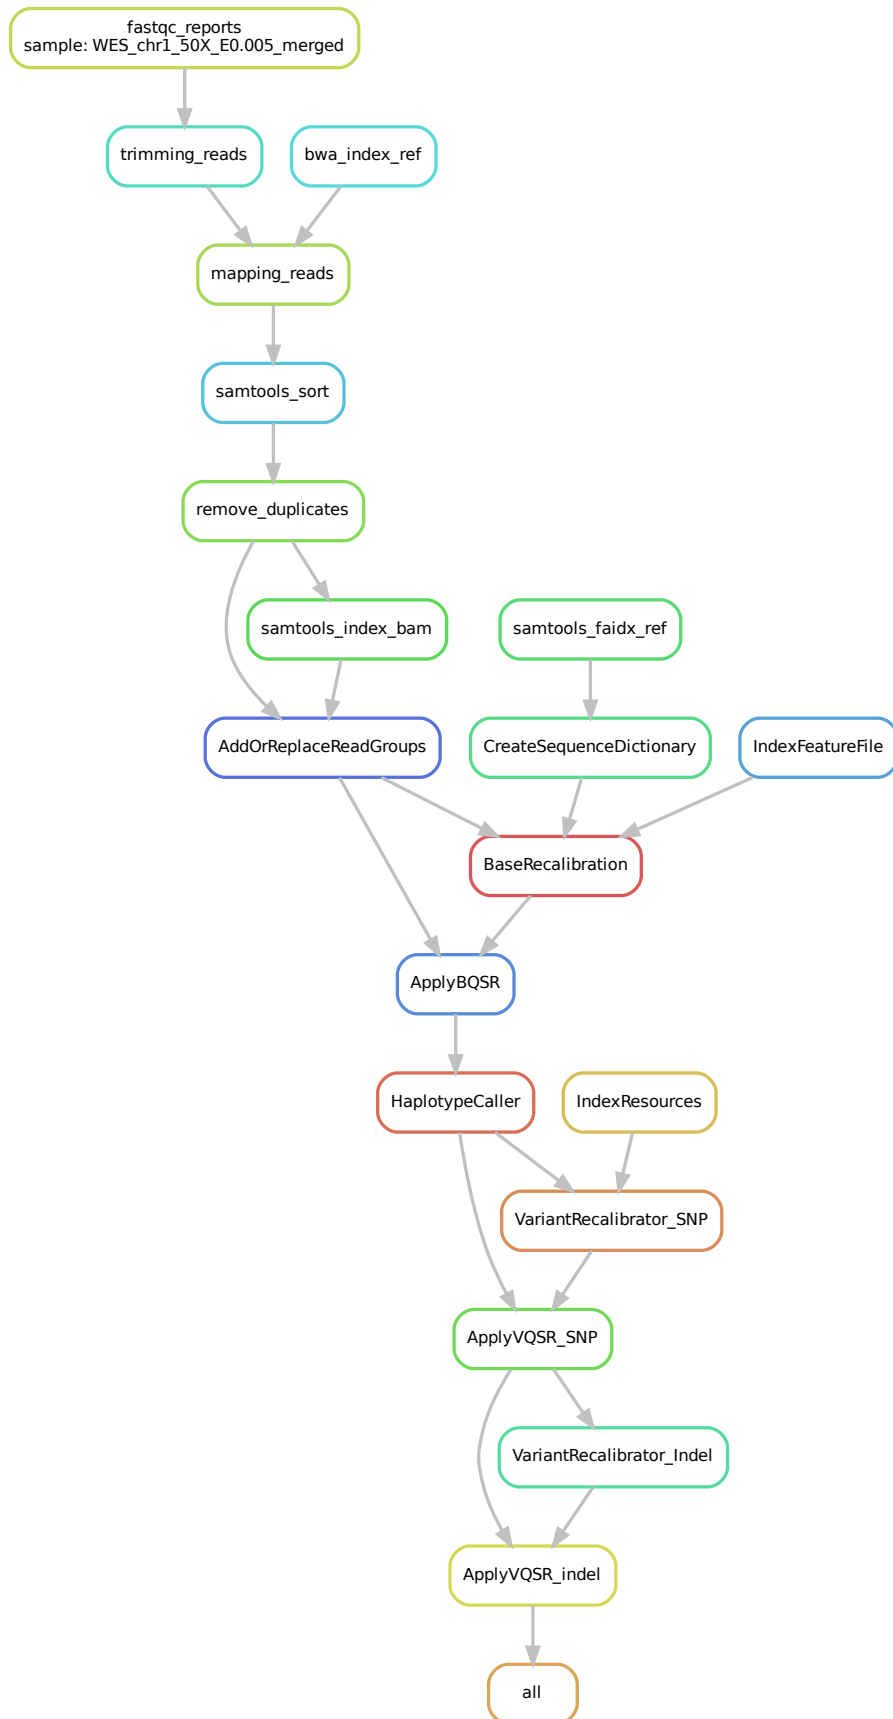 fastqc_reports
sample: WES_chr1_50X_E0.005_merged
trimming_reads
bwa_index_ref
mapping_reads
samtools_sort
remove_duplicates
samtools_index_bam
samtools_faidx_ref
AddOrReplaceReadGroups
CreateSequenceDictionary
IndexFeatureFile
BaseRecalibration
ApplyBQSR
HaplotypeCaller
IndexResources
VariantRecalibrator_SNP
ApplyVQSR_SNP
VariantRecalibrator_Indel
ApplyVQSR_indel
all